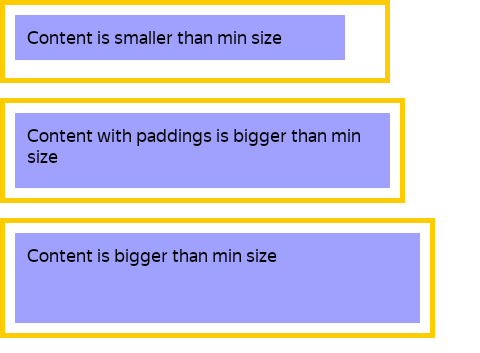 Content is smaller than min size
Content with paddings is bigger than min
size
Content is bigger than min size